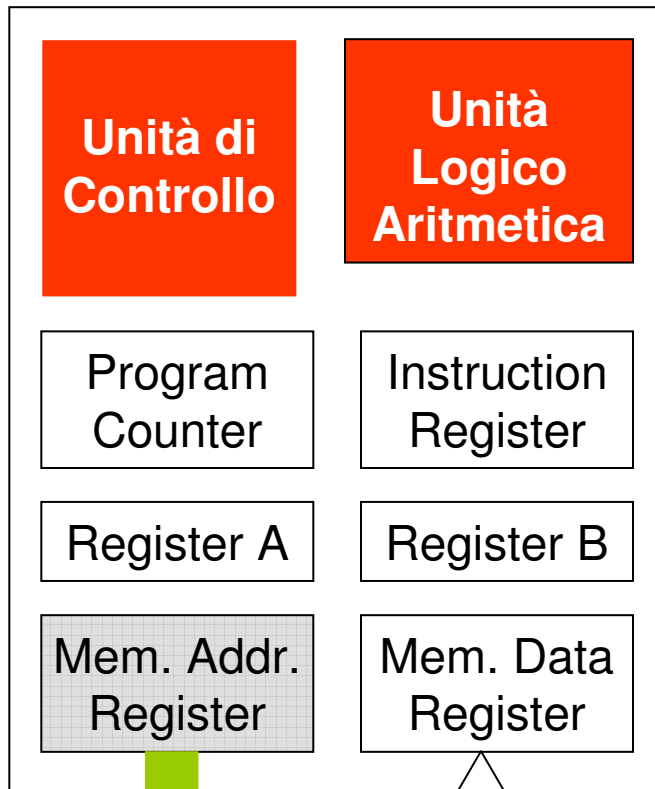 Unità di
Controllo
Unità
Logico
Aritmetica
Program
Counter
Instruction
Register
Register A
Register B
Mem. Addr.
Register
Mem. Data
Register